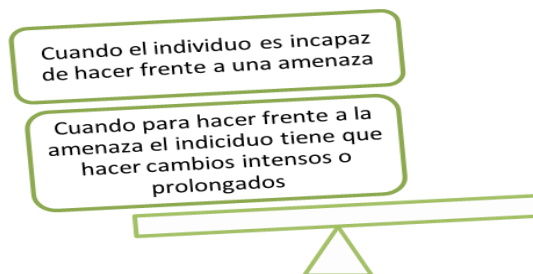 Cuando el individuo es incapaz
de hacer frente a una amenaza
Cuando para hacer frente a la
amenaza el indiciduo tiene que
hacer cambios intensos o
prolongados